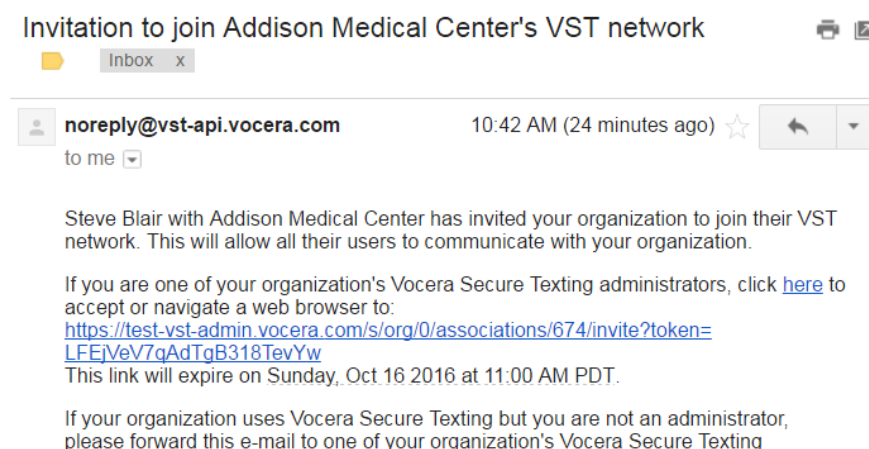 Invitation to join Addison Medical Center's VST network
Inbox x
noreply@vst-api.vocera.com 10:42 AM (24 minutes ago)
to me
Steve Blair with Addison Medical Center has invited your organization to join their VST
network. This will allow all their users to communicate with your organization.
If you are one of your organization's Vocera Secure Texting administrators, click here to
accept or navigate a web browser to:
https://test-vst-admin.vocera.com/s/org/0/associations/674/invite?token=
LFEjVeV7qAdTgB318TevYw
This link will expire on Sunday, Oct 16 2016 at 11:00 AM PDT.
If your organization uses Vocera Secure Texting but you are not an administrator,
please forward this e-mail to one of your organization's Vocera Secure Texting